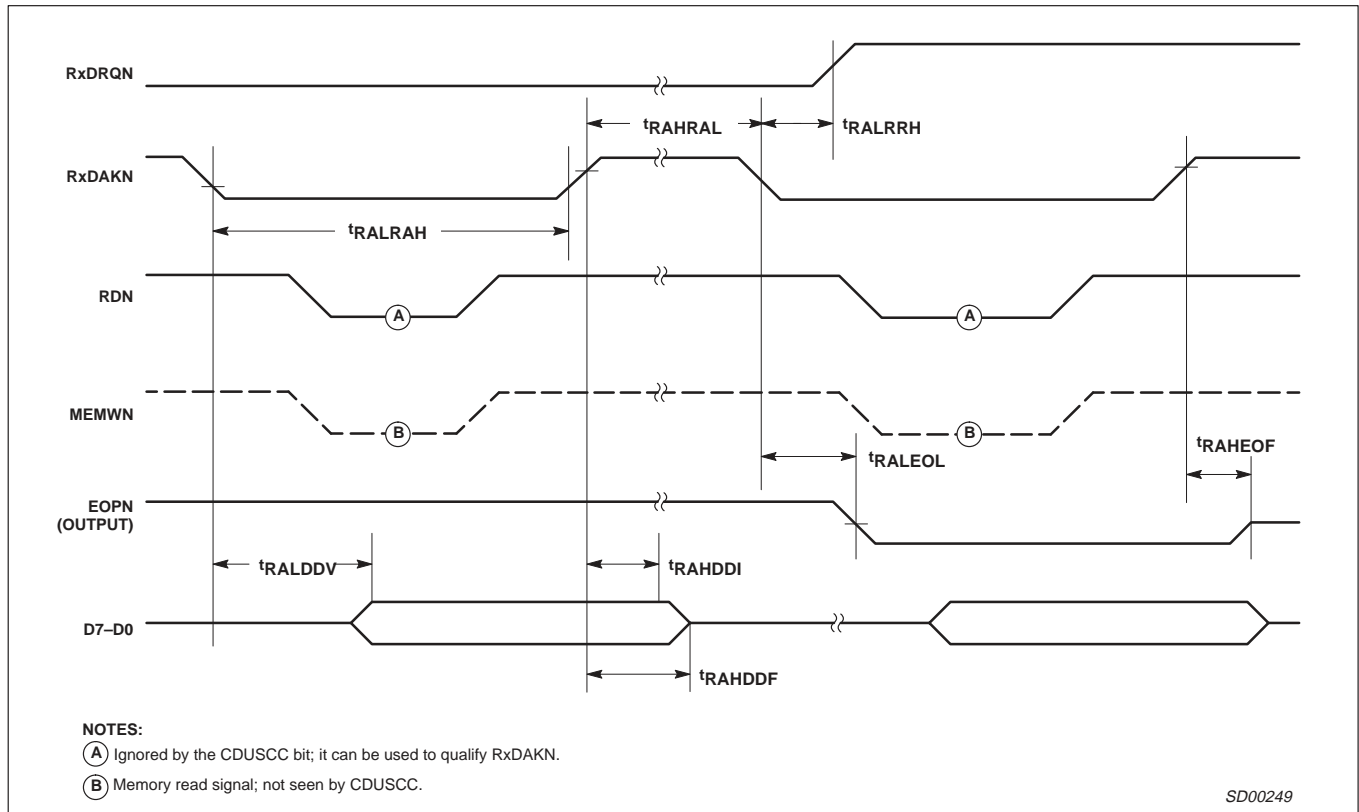 RxDRQN
tRAHRAL
tRALRRH
RxDAKN
tRALRAH
RDN
A
A
MEMWN
B
B
tRALEOL
tRAHEOF
EOPN
(OUTPUT)
tRALDDV
tRAHDDI
D7–D0
tRAHDDF
NOTES:
A Ignored by the CDUSCC bit; it can be used to qualify RxDAKN.
B Memory read signal; not seen by CDUSCC.
SD00249